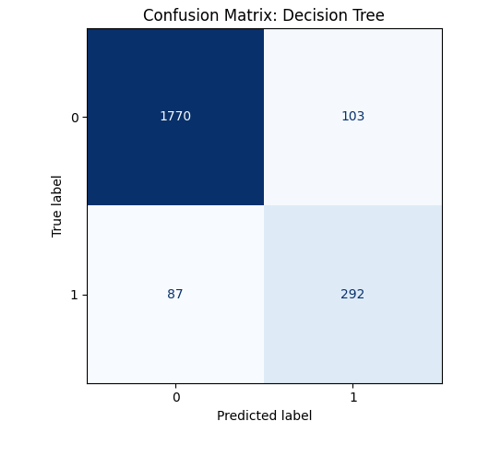 Confusion Matrix: Decision Tree
True label
0
1770
103
1
87
292
0
1
Predicted label